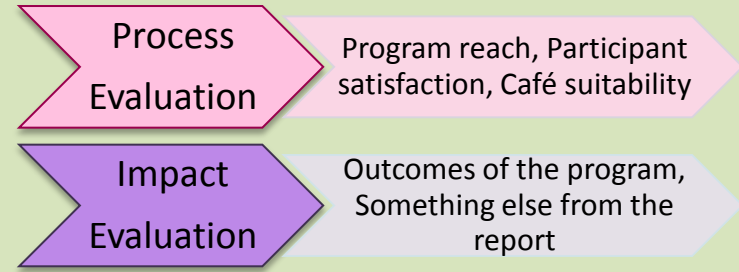 Process
Evaluation
Program reach, Participant
satisfaction, Café suitability
Impact
Evaluation
Outcomes of the program,
Something else from the
report